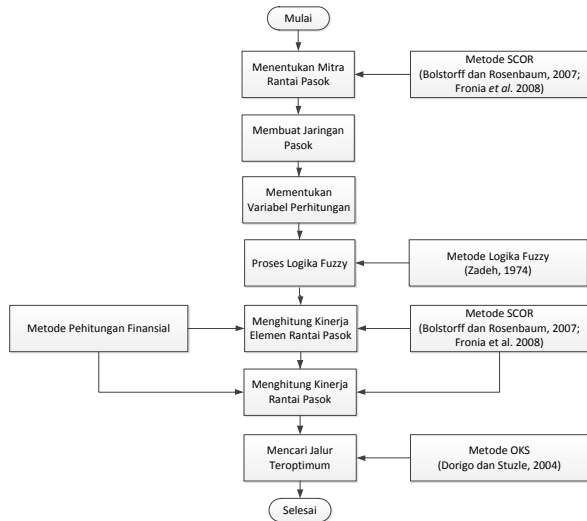 Mulai
Menentukan Mitra
Rantai Pasok
Metode SCOR
(Bolstorff dan Rosenbaum, 2007;
Fronia et al. 2008)
Membuat Jaringan
Pasok
Mementukan
Variabel Perhitungan
Proses Logika Fuzzy
Metode Logika Fuzzy
(Zadeh, 1974)
Metode Pehitungan Finansial
Menghitung Kinerja
Elemen Rantai Pasok
Metode SCOR
(Bolstorff dan Rosenbaum, 2007;
Fronia et al. 2008)
Menghitung Kinerja
Rantai Pasok
Mencari Jalur
Teroptimum
Metode OKS
(Dorigo dan Stuzle, 2004)
Selesai